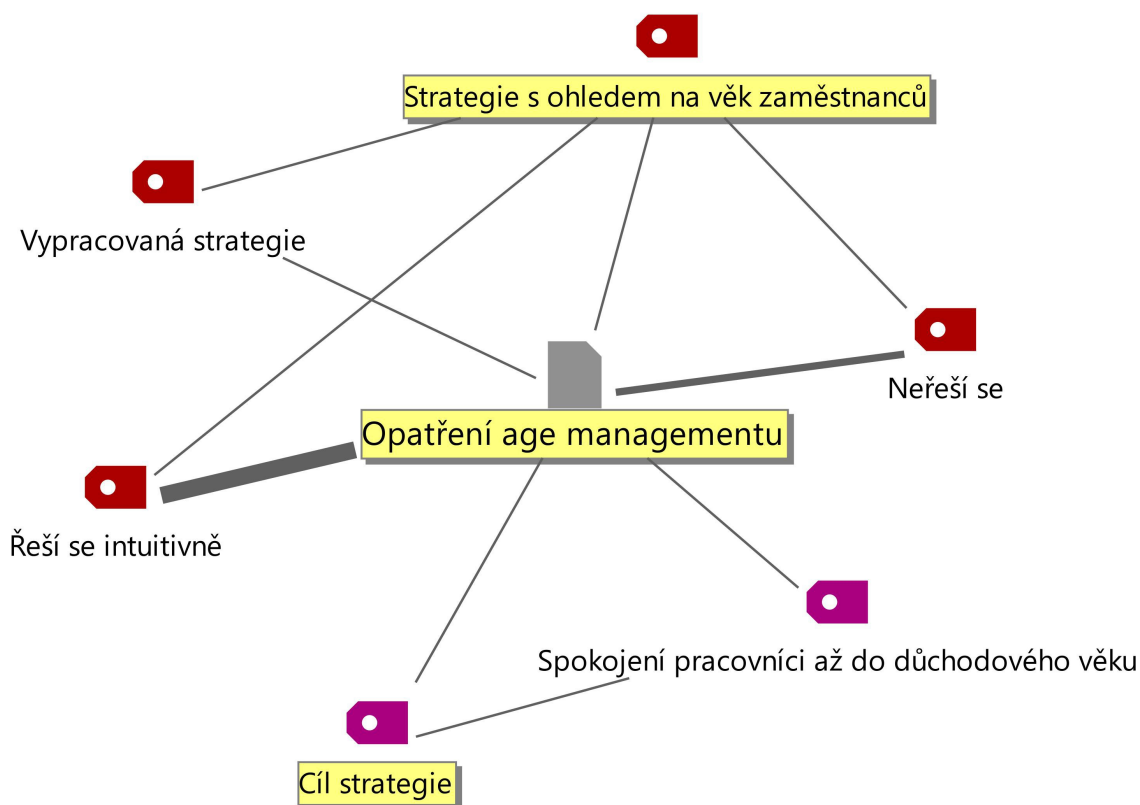 Strategie s ohledem na věk zaměstnanců
Vypracovaná strategie
Neřeší se
Opatření age managementu
Řeší se intuitivně
Spokojení pracovníci až do důchodového věku
Cíl strategie